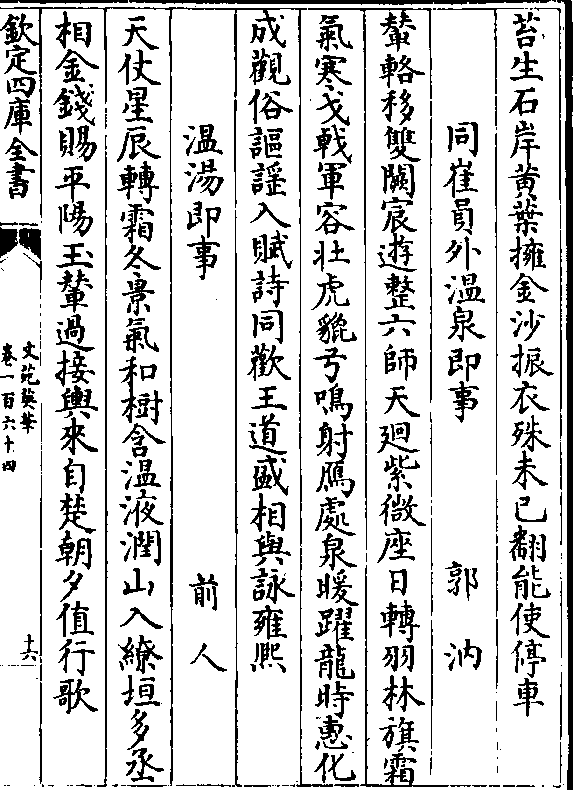 苔生石岸黄葉擁金沙振衣殊未已翻能使停車
同崔員外温泉即事 郭汭
輦輅移雙闕宸遊整六師天廻紫微座日轉羽林旗霜
氣寒戈戟軍容壯虎貔弓鳴射鴈處泉暖躍龍時惠化
成觀俗謳謡入賦詩同歡王道盛相與詠雍熙
温湯即事 前人
天仗星辰轉霜冬景氣和樹含温液潤山入繚垣多丞
相金錢賜平陽玉輦過接輿來自楚朝夕值行歌
欽定四庫全書
文苑英華
卷一百六十四
十六